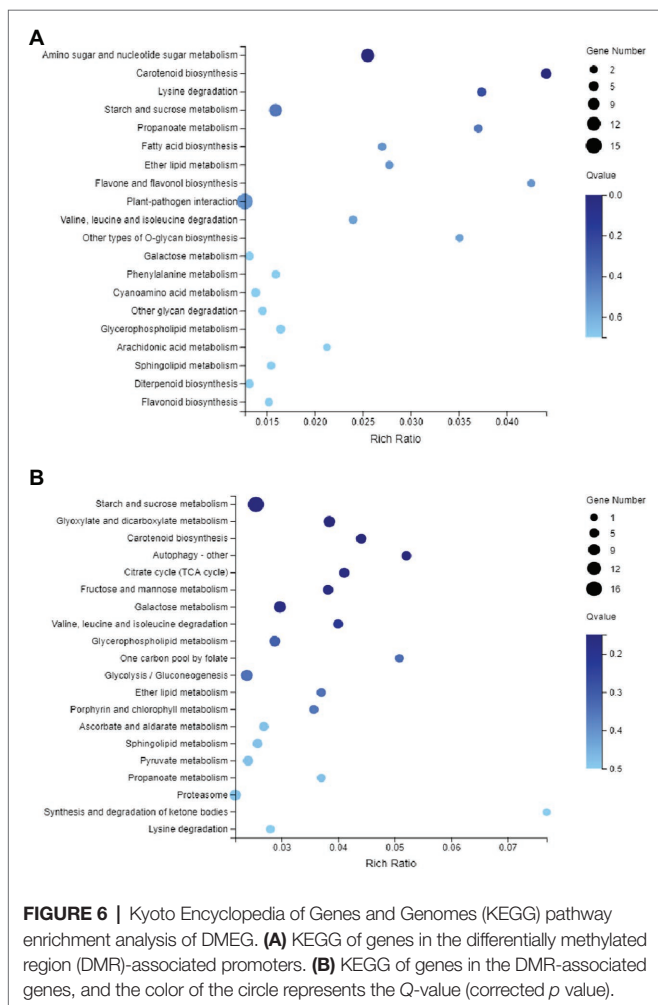 A
Amino sugar and nucleotide sugar metabolism
Carotenoid biosynthesis
Lysine degradation
Starch and sucrose metabolism
Propanoate metabolism
Fatty acid biosynthesis
Ether lipid metabolism
Flavone and flavonol biosynthesis
Plant-pathogen interaction
Valine, leucine and isoleucine degradation
Other types of O-glycan biosynthesis
Galactose metabolism
Phenylalanine metabolism
Cyanoamino acid metabolism
Other glycan degradation
Glycerophospholipid metabolism
Arachidonic acid metabolism
Sphingolipid metabolism
Diterpenoid biosynthesis
Flavonoid biosynthesis
0.015 0.020 0.025 0.030 0.035 0.040
Rich Ratio
Gene Number
2
5
9
12
15
Qvalue
0.0
0.2
0.4
0.6
B
Starch and sucrose metabolism
Glyoxylate and dicarboxylate metabolism
Carotenoid biosynthesis
Autophagy - other
Citrate cycle (TCA cycle)
Fructose and mannose metabolism
Galactose metabolism
Valine, leucine and isoleucine degradation
Glycerophospholipid metabolism
One carbon pool by folate
Glycolysis / Gluconeogenesis
Ether lipid metabolism
Porphyrin and chlorophyll metabolism
Ascorbate and aldarate metabolism
Sphingolipid metabolism
Pyruvate metabolism
Propanoate metabolism
Proteasome
Synthesis and degradation of ketone bodies
Lysine degradation
0.03 0.04 0.05 0.06 0.07
Rich Ratio
Gene Number
1
5
9
12
16
Qvalue
0.2
0.3
0.4
0.5
FIGURE 6 | Kyoto Encyclopedia of Genes and Genomes (KEGG) pathway
enrichment analysis of DMEG. (A) KEGG of genes in the differentially methylated
region (DMR)-associated promoters. (B) KEGG of genes in the DMR-associated
genes, and the color of the circle represents the Q-value (corrected p value).